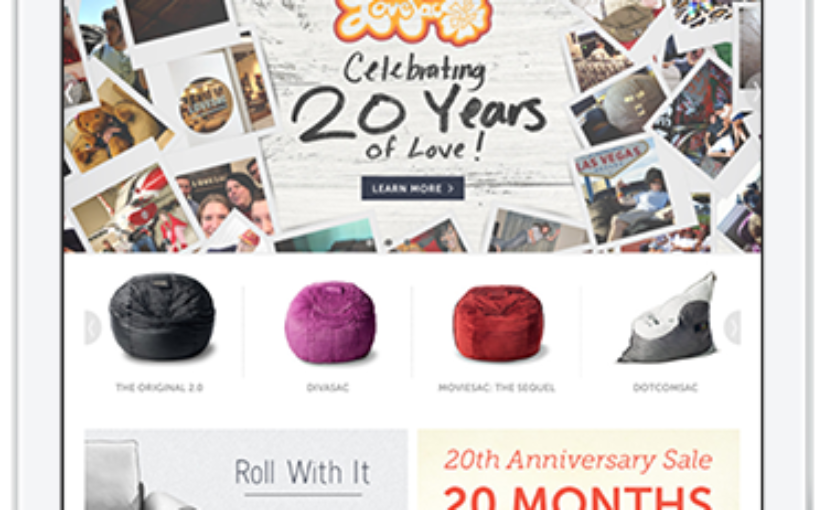 LoveSac
Celebrating
20 Years
of Love!
LEARN MORE >
LAS VEGAS
THE ORIGINAL 2.0
DIVASAC
MOVIESAC: THE SEQUEL
DOTCOMSAC
Roll With It
20th Anniversary Sale
20 MONTHS